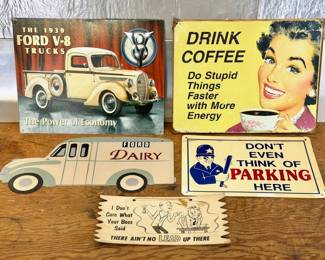 THE 1939
FORD V-8
TRUCKS
V8
The Power of Economy
DRINK
COFFEE
Do Stupid
Things
Faster
with More
Energy
FORD
DAIRY
DON'T
EVEN
THINK OF
PARKING
HERE
I Don't
Care What
Your Boss
Said
THERE AIN'T NO LEAD UP THERE